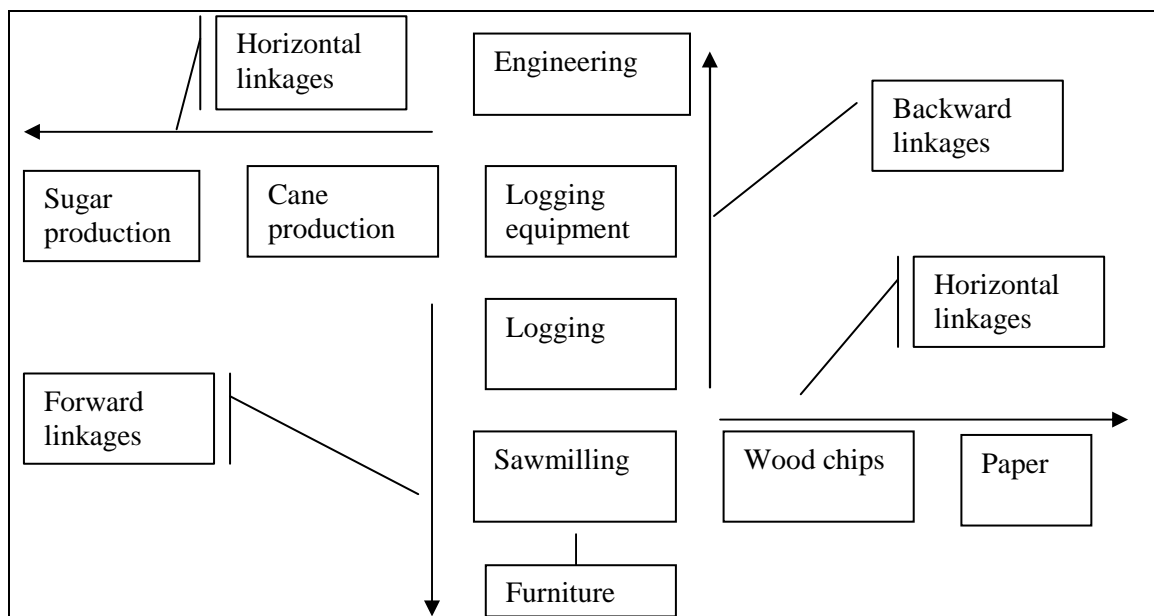 Horizontal
linkages
Engineering
Backward
linkages
Sugar
production
Cane
production
Logging
equipment
Horizontal
linkages
Logging
Forward
linkages
Sawmilling
Wood chips
Paper
Furniture